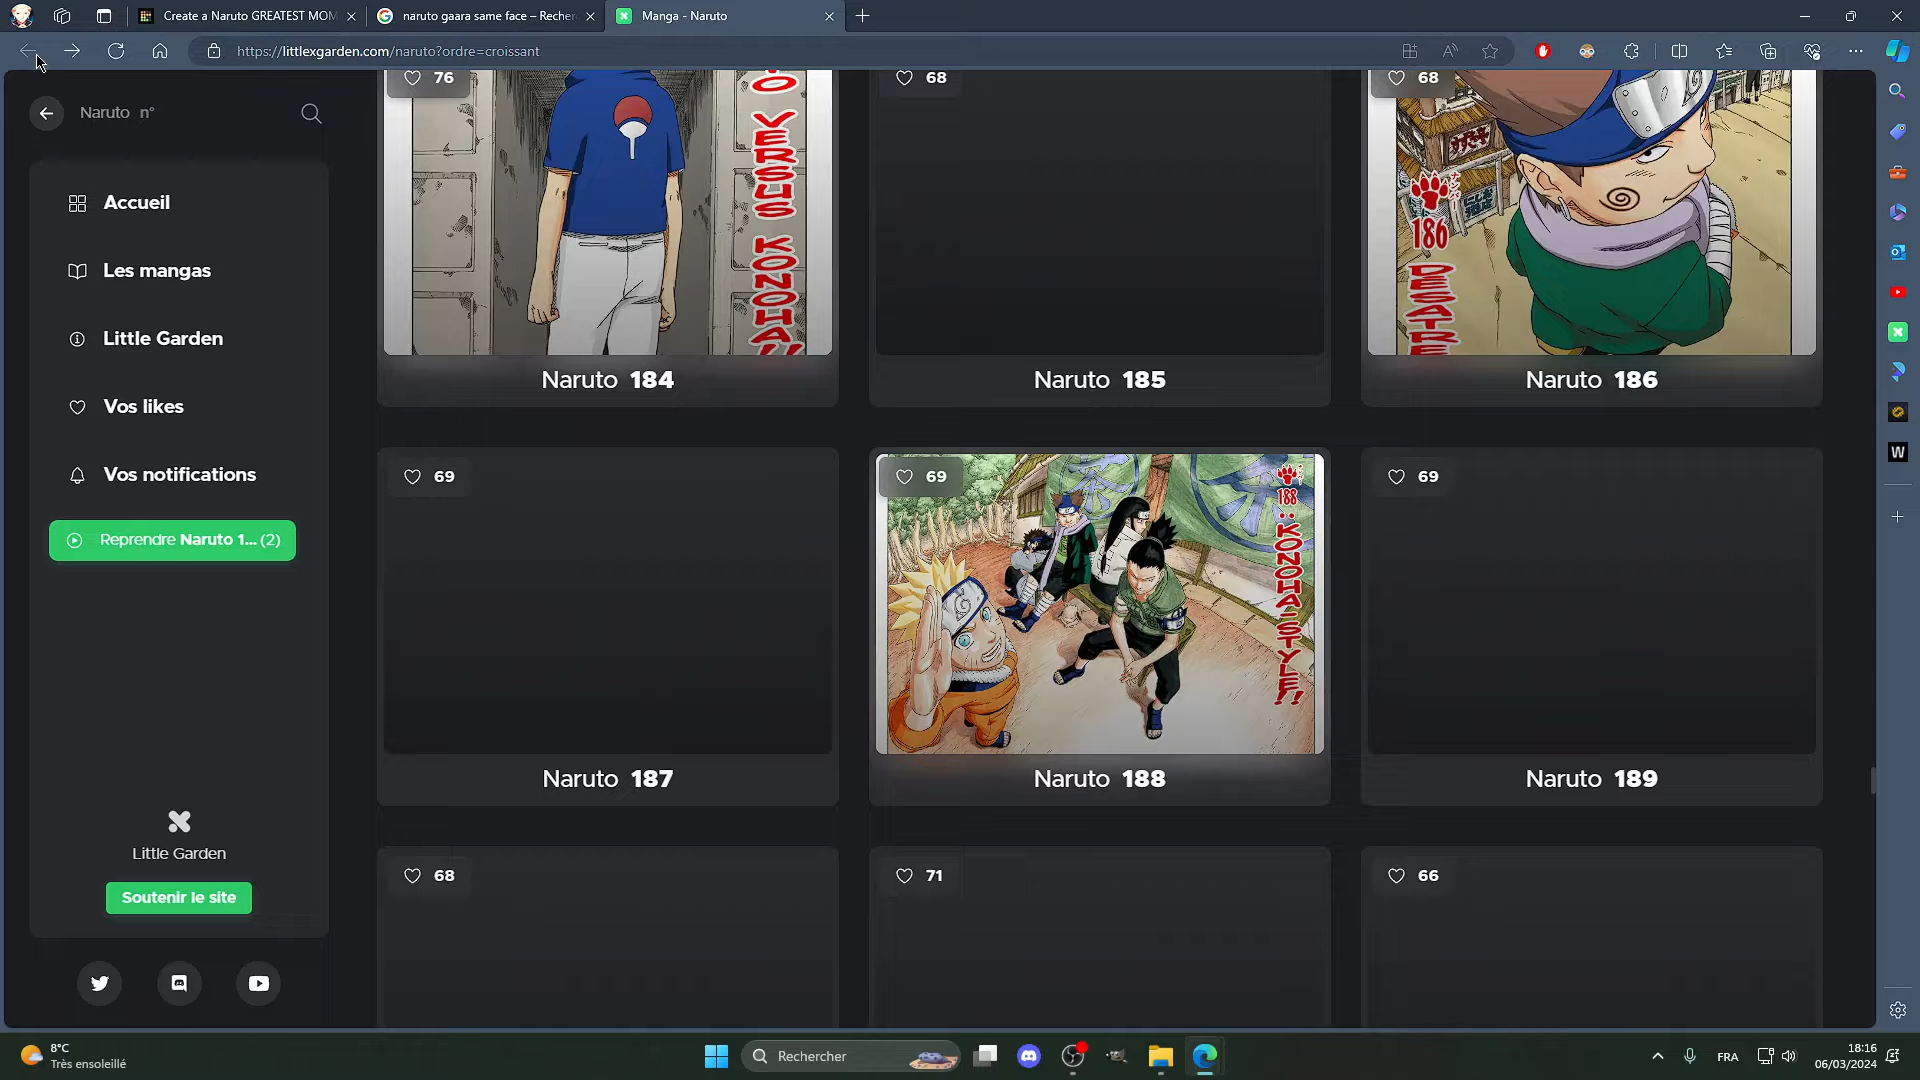 Create a Naruto GREATEST MOM
naruto gaara same face – Recher
Manga - Naruto
https://littlexgarden.com/naruto?ordre=croissant
Naruto n°
Accueil
Les mangas
Little Garden
Vos likes
Vos notifications
Reprendre Naruto 1... (2)
Little Garden
Soutenir le site
76
VERSUS KONOHA!!
Naruto 184
68
Naruto 185
68
186
Naruto 186
69
Naruto 187
69
188
: KONOHA-STYLE!!
Naruto 188
69
Naruto 189
68
71
66
W
8°C
Très ensoleillé
Rechercher
FRA
18:16
06/03/2024